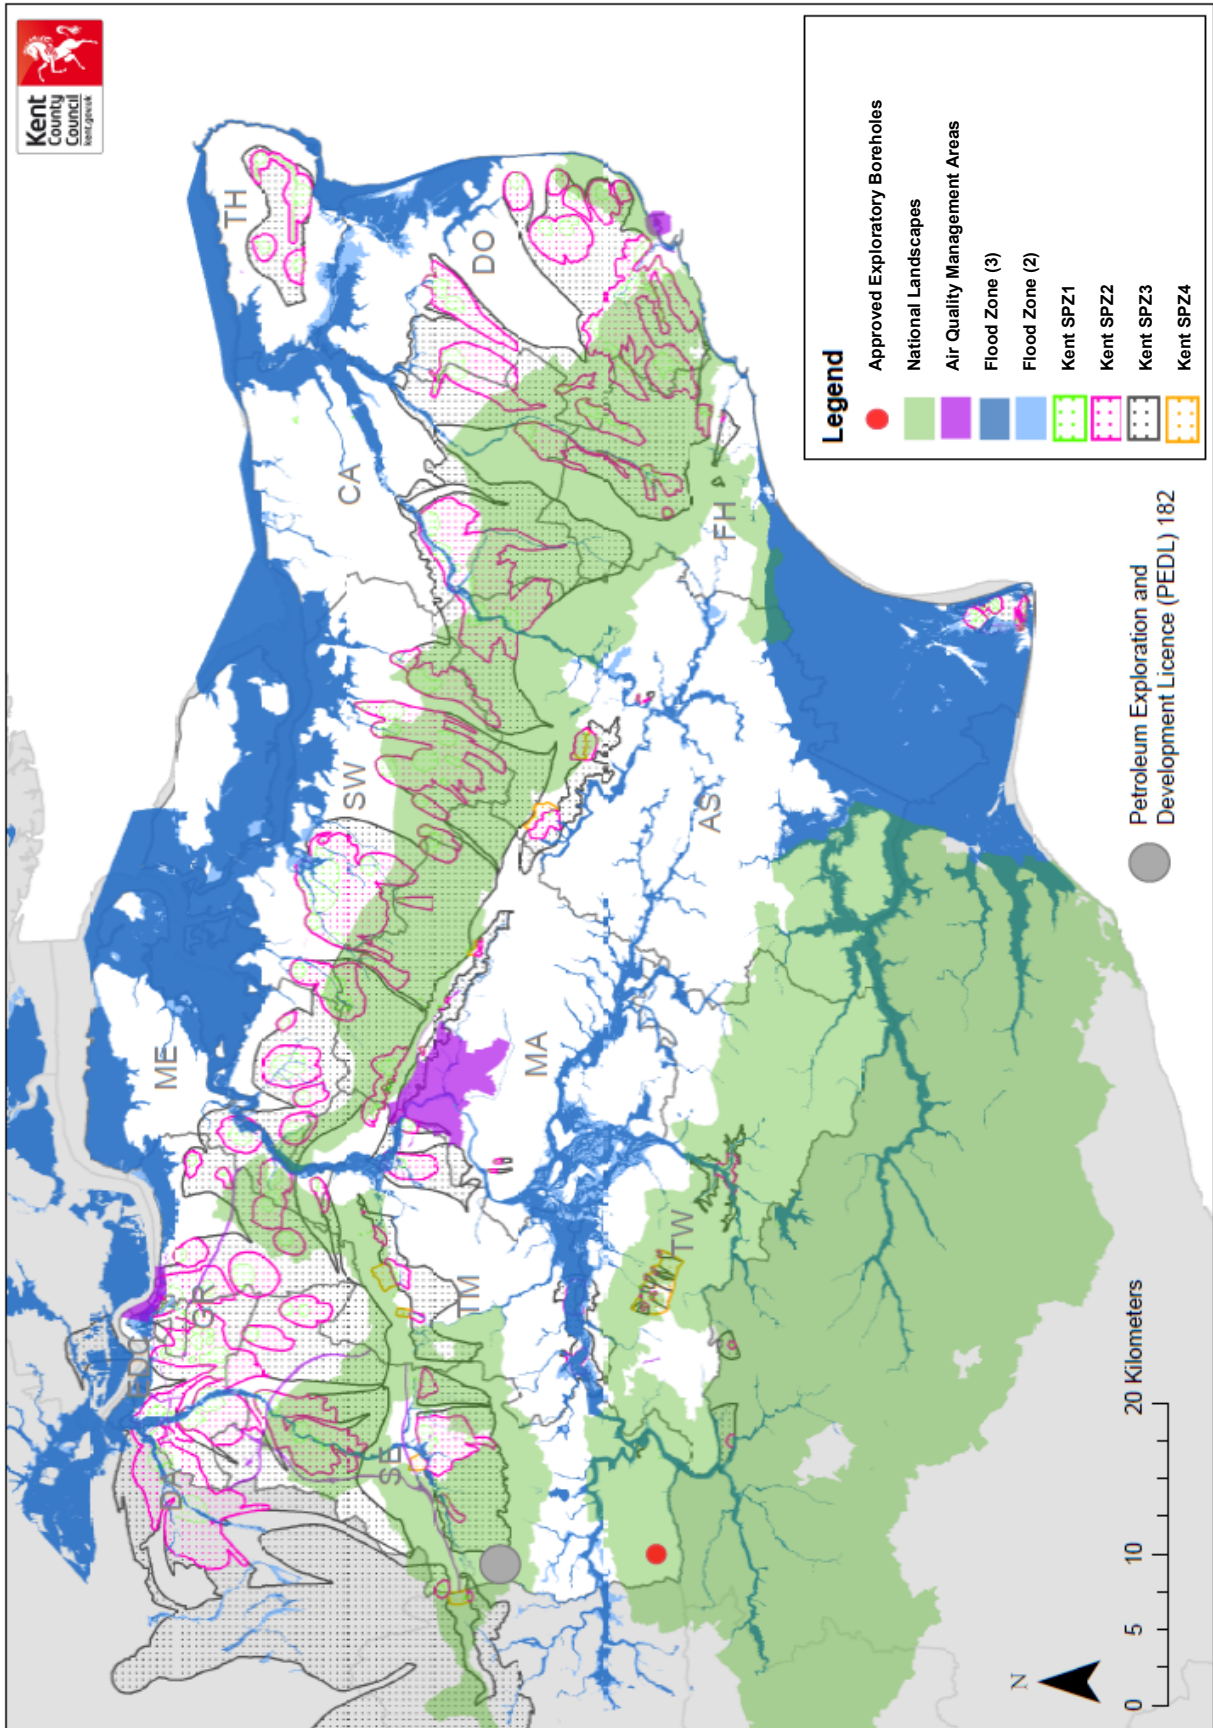 Kent
County
Council
kent.gov.uk
TH
DO
CA
FH
SW
AS
ME
MA
GR
TM
TW
EDC
DA
SE
Legend
Approved Exploratory Boreholes
National Landscapes
Air Quality Management Areas
Flood Zone (3)
Flood Zone (2)
Kent SPZ1
Kent SPZ2
Kent SPZ3
Kent SPZ4
Petroleum Exploration and
Development Licence (PEDL) 182
N
0 5 10 20 Kilometers